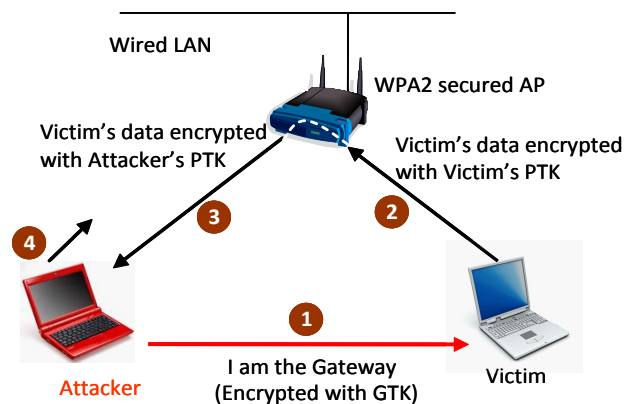 Wired LAN
WPA2 secured AP
Victim's data encrypted
with Attacker's PTK
Victim's data encrypted
with Victim's PTK
3
2
4
1
I am the Gateway
(Encrypted with GTK)
Attacker
Victim